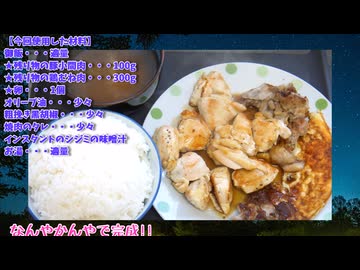 【今回使用した材料】
御飯・・・適量
★残り物の豚小間肉・・・100g
★残り物の鶏むね肉・・・300g
★卵・・・1個
オリーブ油・・・少々
粗挽き黒胡椒・・・少々
焼肉のタレ・・・少々
インスタントのシジミの味噌汁
お湯・・・適量
なんやかんやで完成!!